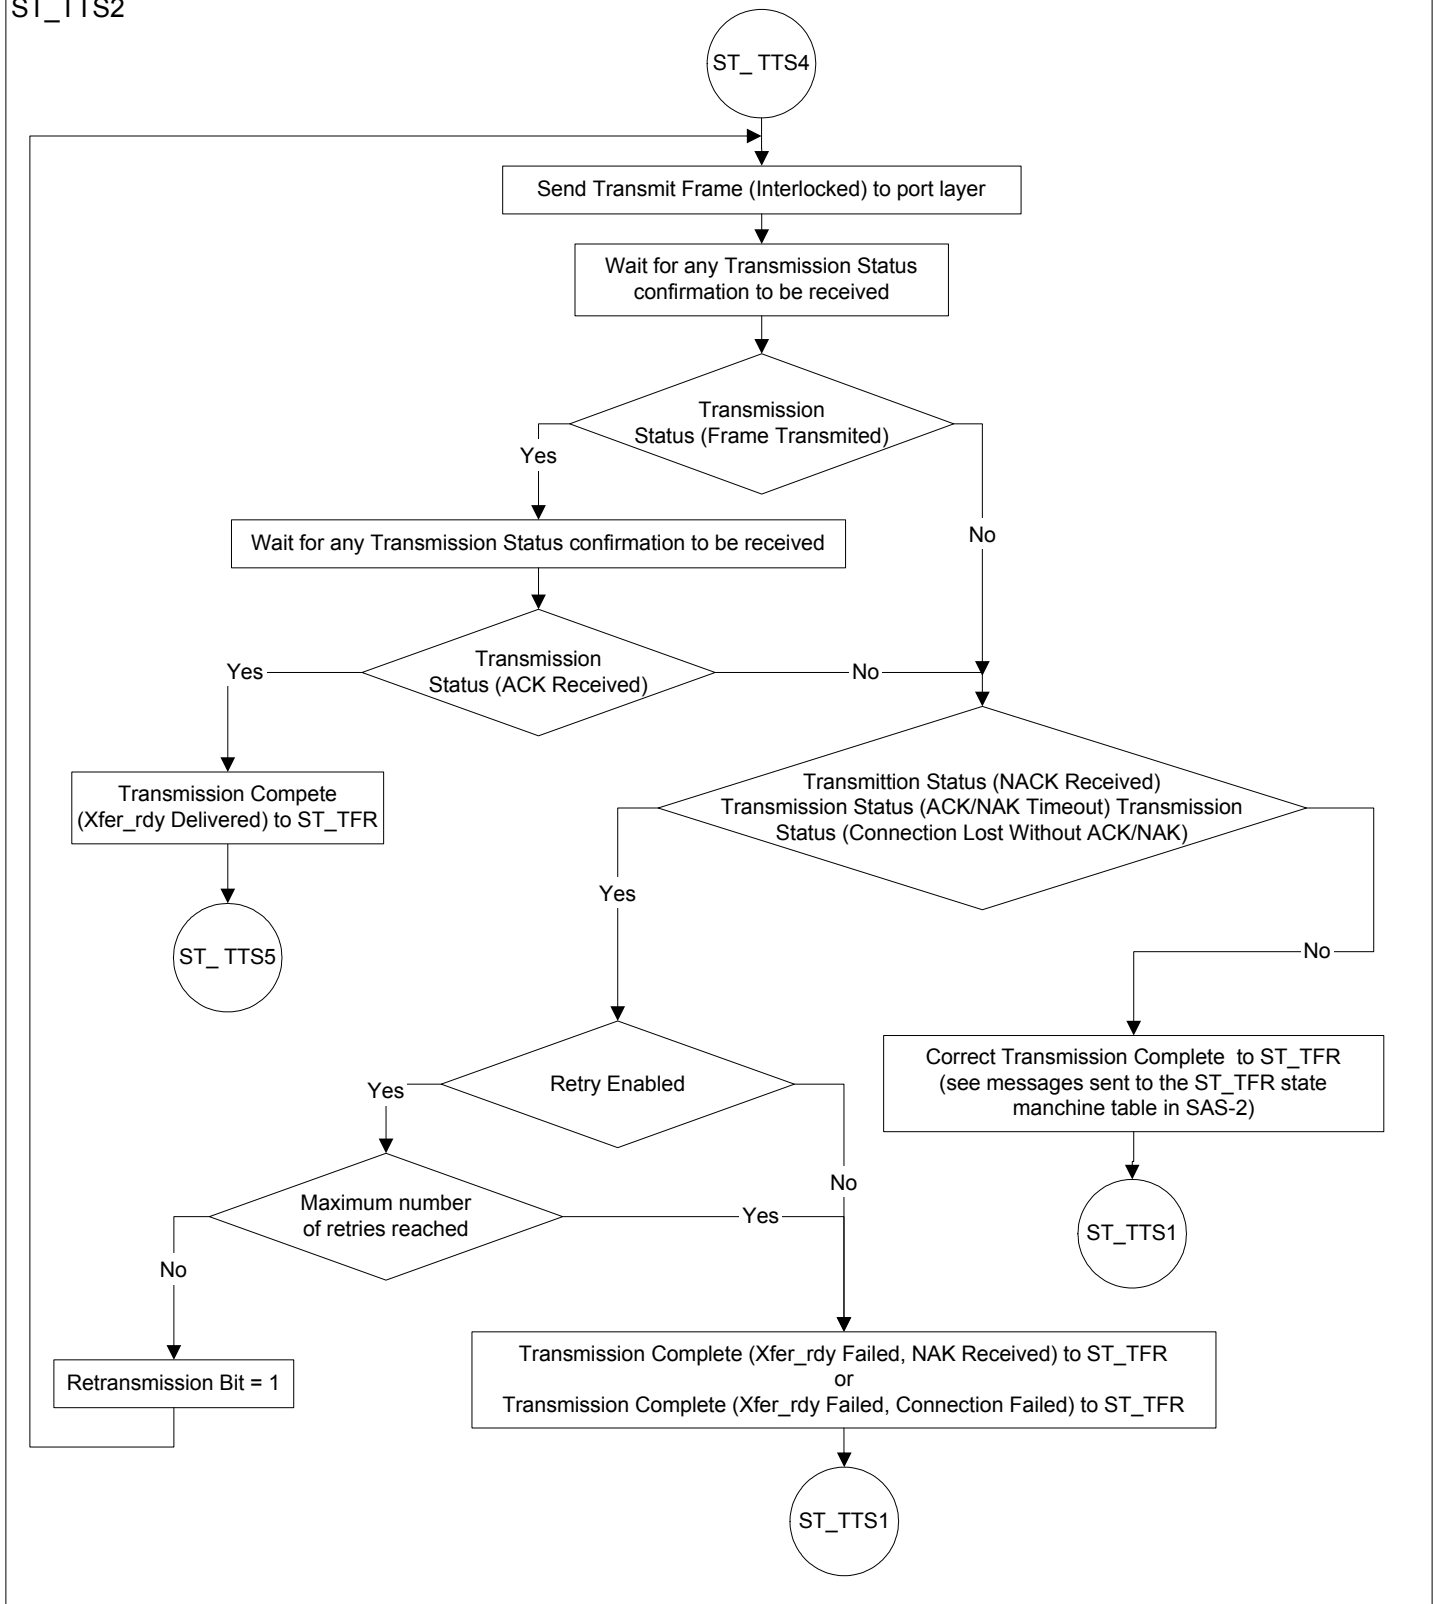 ST_TTS2
ST_ TTS4
Send Transmit Frame (Interlocked) to port layer
Wait for any Transmission Status
confirmation to be received
Transmission
Status (Frame Transmited)
Yes
No
Wait for any Transmission Status confirmation to be received
Transmission
Status (ACK Received)
Yes
No
Transmission Compete
(Xfer_rdy Delivered) to ST_TFR
ST_ TTS5
Transmittion Status (NACK Received)
Transmission Status (ACK/NAK Timeout) Transmission
Status (Connection Lost Without ACK/NAK)
Yes
No
Correct Transmission Complete  to ST_TFR
(see messages sent to the ST_TFR state
manchine table in SAS-2)
ST_TTS1
Retry Enabled
Yes
No
Maximum number
of retries reached
Yes
No
Retransmission Bit = 1
Transmission Complete (Xfer_rdy Failed, NAK Received) to ST_TFR
or
Transmission Complete (Xfer_rdy Failed, Connection Failed) to ST_TFR
ST_TTS1